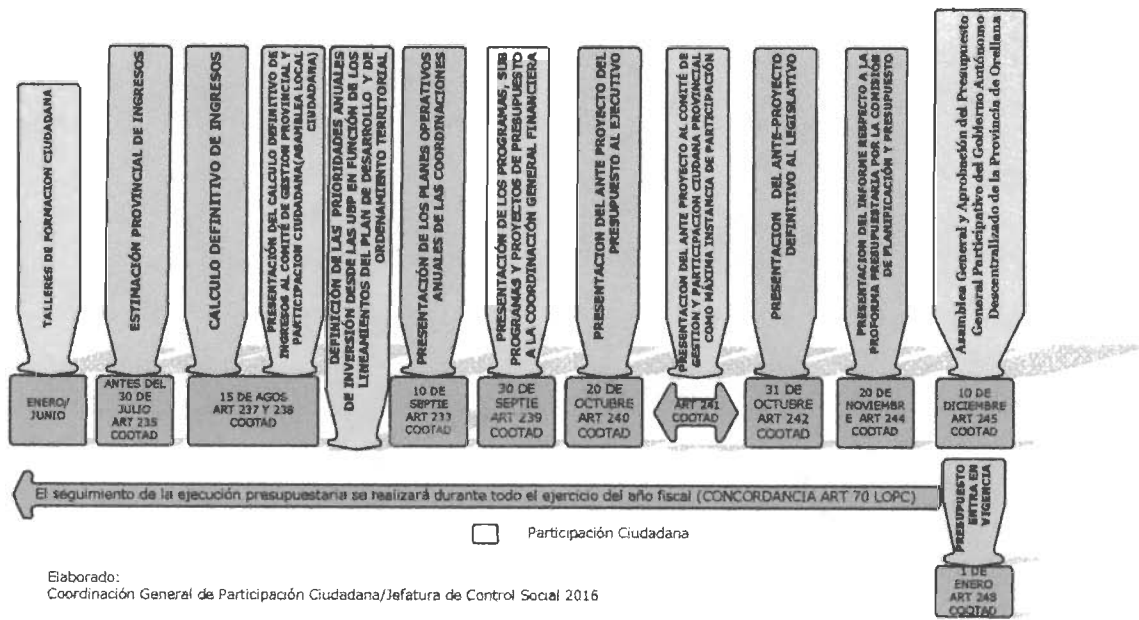 TALLERES DE FORMACION CIUDADANA
ENERO/
JUNIO
ESTIMACIÓN PROVINCIAL DE INGRESOS
ANTES DEL
30 DE
JULIO
ART 235
COOTAD
CALCULO DEFINITIVO DE INGRESOS
PRESENTACIÓN DEL CALCULO DEFINITIVO DE
INGRESOS AL COMITÉ DE GESTION PROVINCIAL Y
PARTICIPACION CIUDADANA(ASAMBLEA LOCAL
CIUDADANA)
15 DE AGOS
ART 237 Y 238
COOTAD
DEFINICIÓN DE LAS PRIORIDADES ANUALES
DE INVERSIÓN DESDE LAS UBP EN FUNCIÓN DE LOS
LINEAMIENTOS DEL PLAN DE DESARROLLO Y DE
ORDENAMIENTO TERRITORIAL
PRESENTACIÓN DE LOS PLANES OPERATIVOS
ANUALES DE LAS COORDINACIONES
10 DE
SEPTIE
ART 233
COOTAD
PRESENTACIÓN DE LOS PROGRAMAS, SUB
PROGRAMAS Y PROYECTOS DE PRESUPUESTO
A LA COORDINACIÓN GENERAL FINANCIERA
30 DE
SEPTIE
ART 239
COOTAD
PRESENTACION DEL ANTE PROYECTO DEL
PRESUPUESTO AL EJECUTIVO
20 DE
OCTUBRE
ART 240
COOTAD
PRESENTACION DEL ANTE PROYECTO AL COMITÉ DE
GESTION Y PARTICIPACION CIUDADANA PROVINCIAL
COMO MÁXIMA INSTANCIA DE PARTICIPACIÓN
ART 241
COOTAD
PRESENTACION DEL ANTE-PROYECTO
DEFINITIVO AL LEGISLATIVO
31 DE
OCTUBRE
ART 242
COOTAD
PRESENTACION DEL INFORME RESPECTO A LA
PROFORMA PRESUPUESTARIA POR LA COMISIÓN
DE PLANIFICACIÓN Y PRESUPUESTO
20 DE
NOVIEMBR
E ART 244
COOTAD
Asamblea General y Aprobación del Presupuesto
General Participativo del Gobierno Autónomo
Descentralizado de la Provincia de Orellana
10 DE
DICIEMBRE
ART 245
COOTAD
El seguimiento de la ejecución presupuestaria se realizará durante todo el ejercicio del año fiscal (CONCORDANCIA ART 70 LOPC)
PRESUPUESTO
ENTRA EN
VIGENCIA
1 DE
ENERO
ART 248
COOTAD
Participación Ciudadana
Elaborado:
Coordinación General de Participación Ciudadana/Jefatura de Control Social 2016